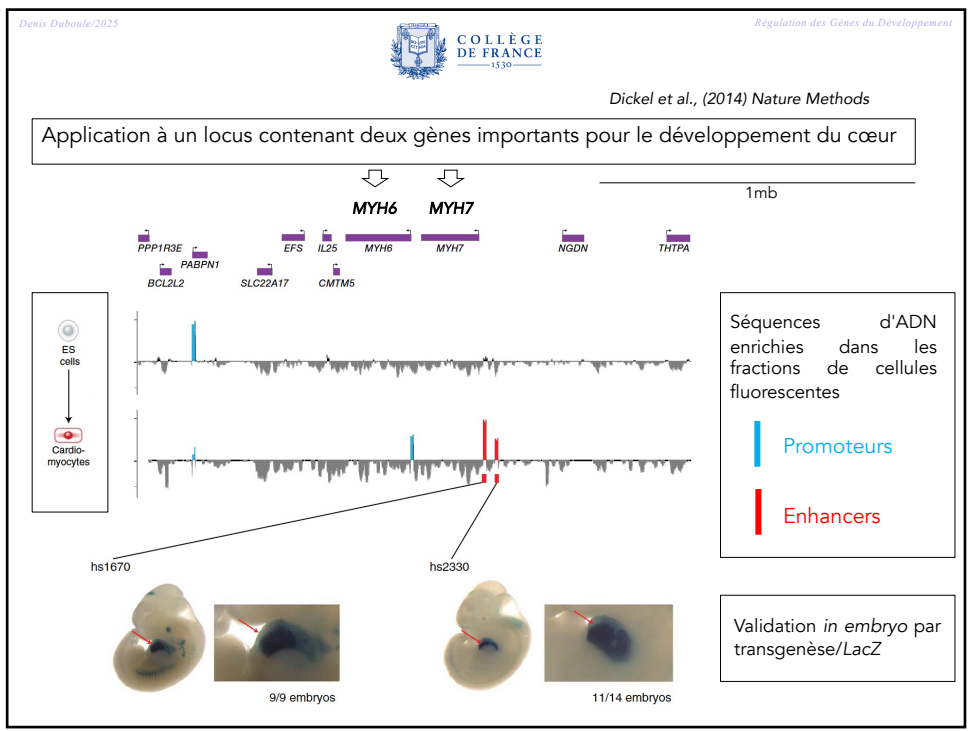 Denis Duboule/2025
Régulation des Gènes du Développement
COLLÈGE
DE FRANCE
1530
Dickel et al., (2014) Nature Methods
Application à un locus contenant deux gènes importants pour le développement du cœur
1mb
MYH6 MYH7
PPP1R3E EFS IL25 MYH6 MYH7 NGDN THTPA
PABPN1
BCL2L2 SLC22A17 CMTM5
ES
cells
Cardio-
myocytes
Séquences d'ADN
enrichies dans les
fractions de cellules
fluorescentes
Promoteurs
Enhancers
hs1670 hs2330
9/9 embryos 11/14 embryos
Validation in embryo par
transgenèse/LacZ